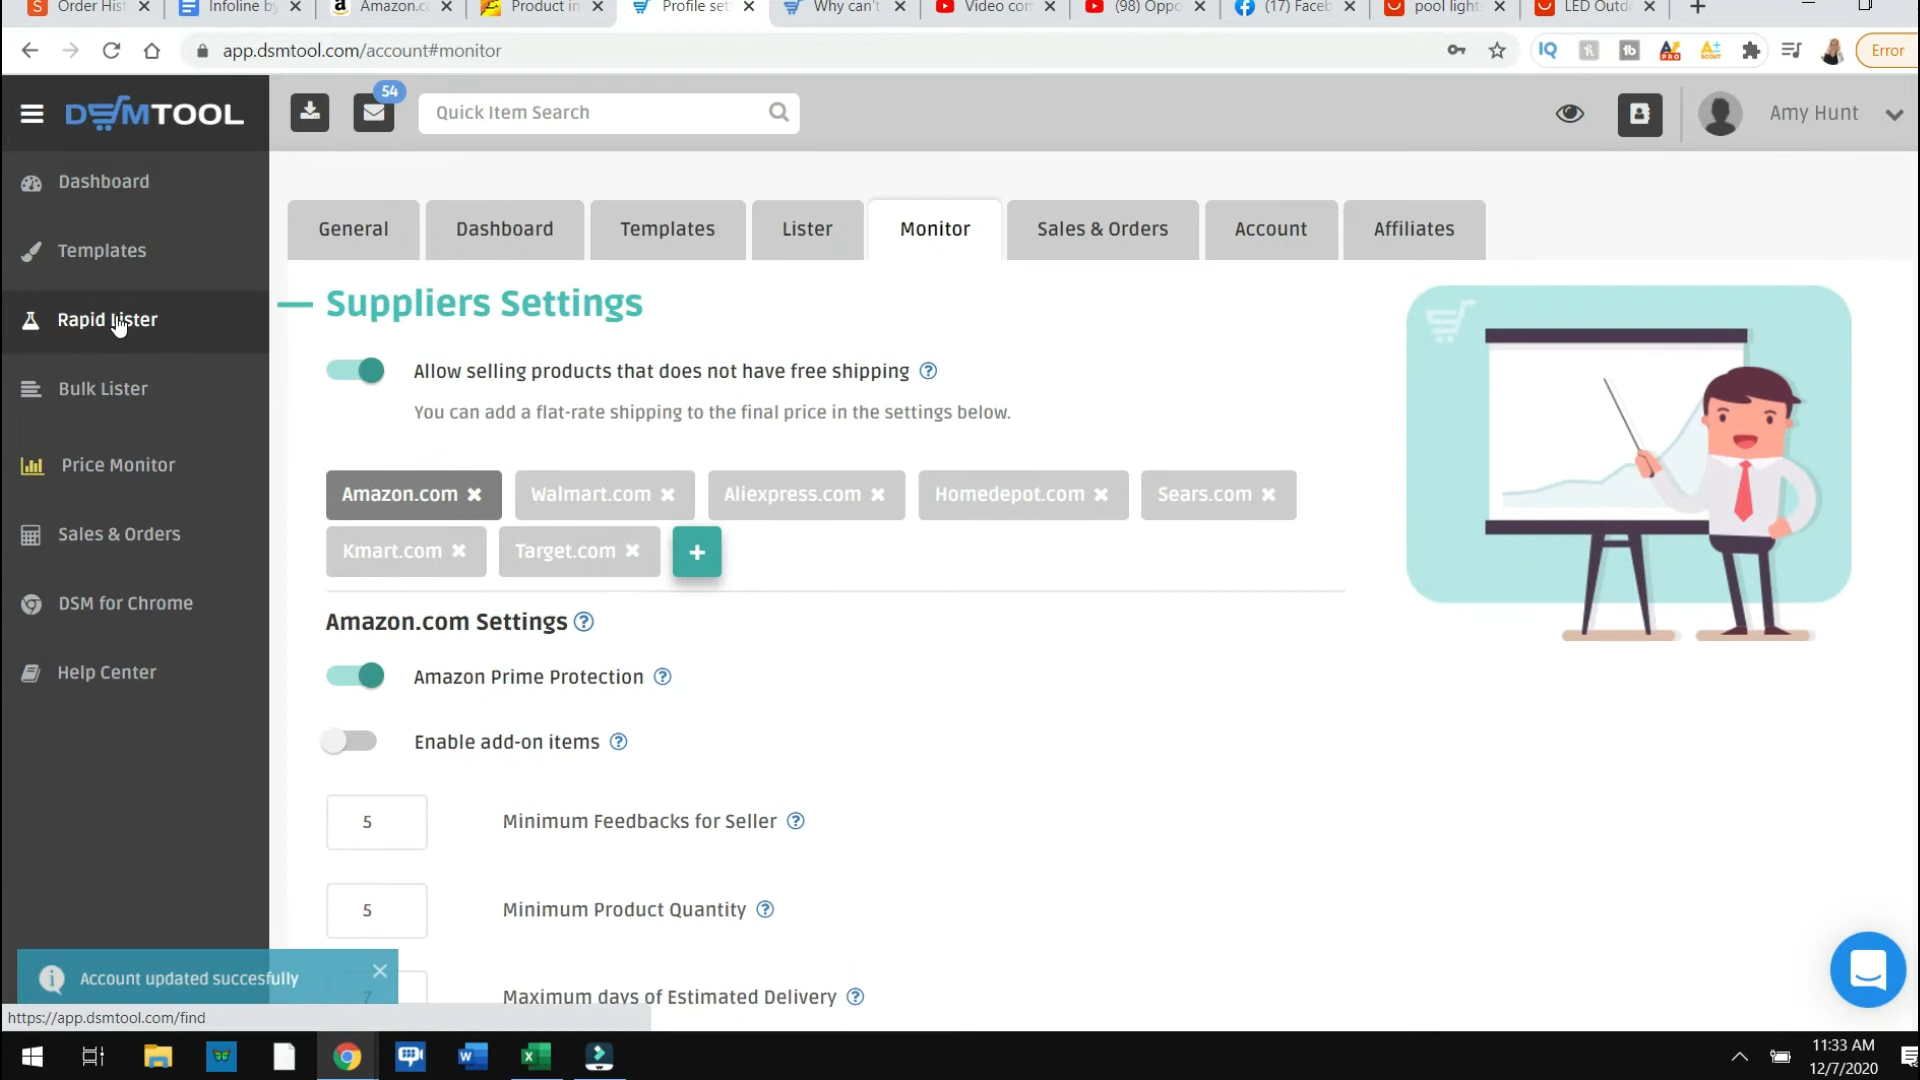 Order Hist
Infoline by
Amazon.c
Product in
Profile set
Why can't
Video con
(98) Oppo
(17) Faceb
pool light
LED Outd
app.dsmtool.com/account#monitor
Error
DSMTOOL
54
Quick Item Search
Amy Hunt
Dashboard
Templates
Rapid Lister
Bulk Lister
Price Monitor
Sales & Orders
DSM for Chrome
Help Center
General
Dashboard
Templates
Lister
Monitor
Sales & Orders
Account
Affiliates
Suppliers Settings
Allow selling products that does not have free shipping
You can add a flat-rate shipping to the final price in the settings below.
Amazon.com
Walmart.com
Aliexpress.com
Homedepot.com
Sears.com
Kmart.com
Target.com
+
Amazon.com Settings
Amazon Prime Protection
Enable add-on items
5
Minimum Feedbacks for Seller
5
Minimum Product Quantity
7
Maximum days of Estimated Delivery
Account updated succesfully
https://app.dsmtool.com/find
11:33 AM
12/7/2020